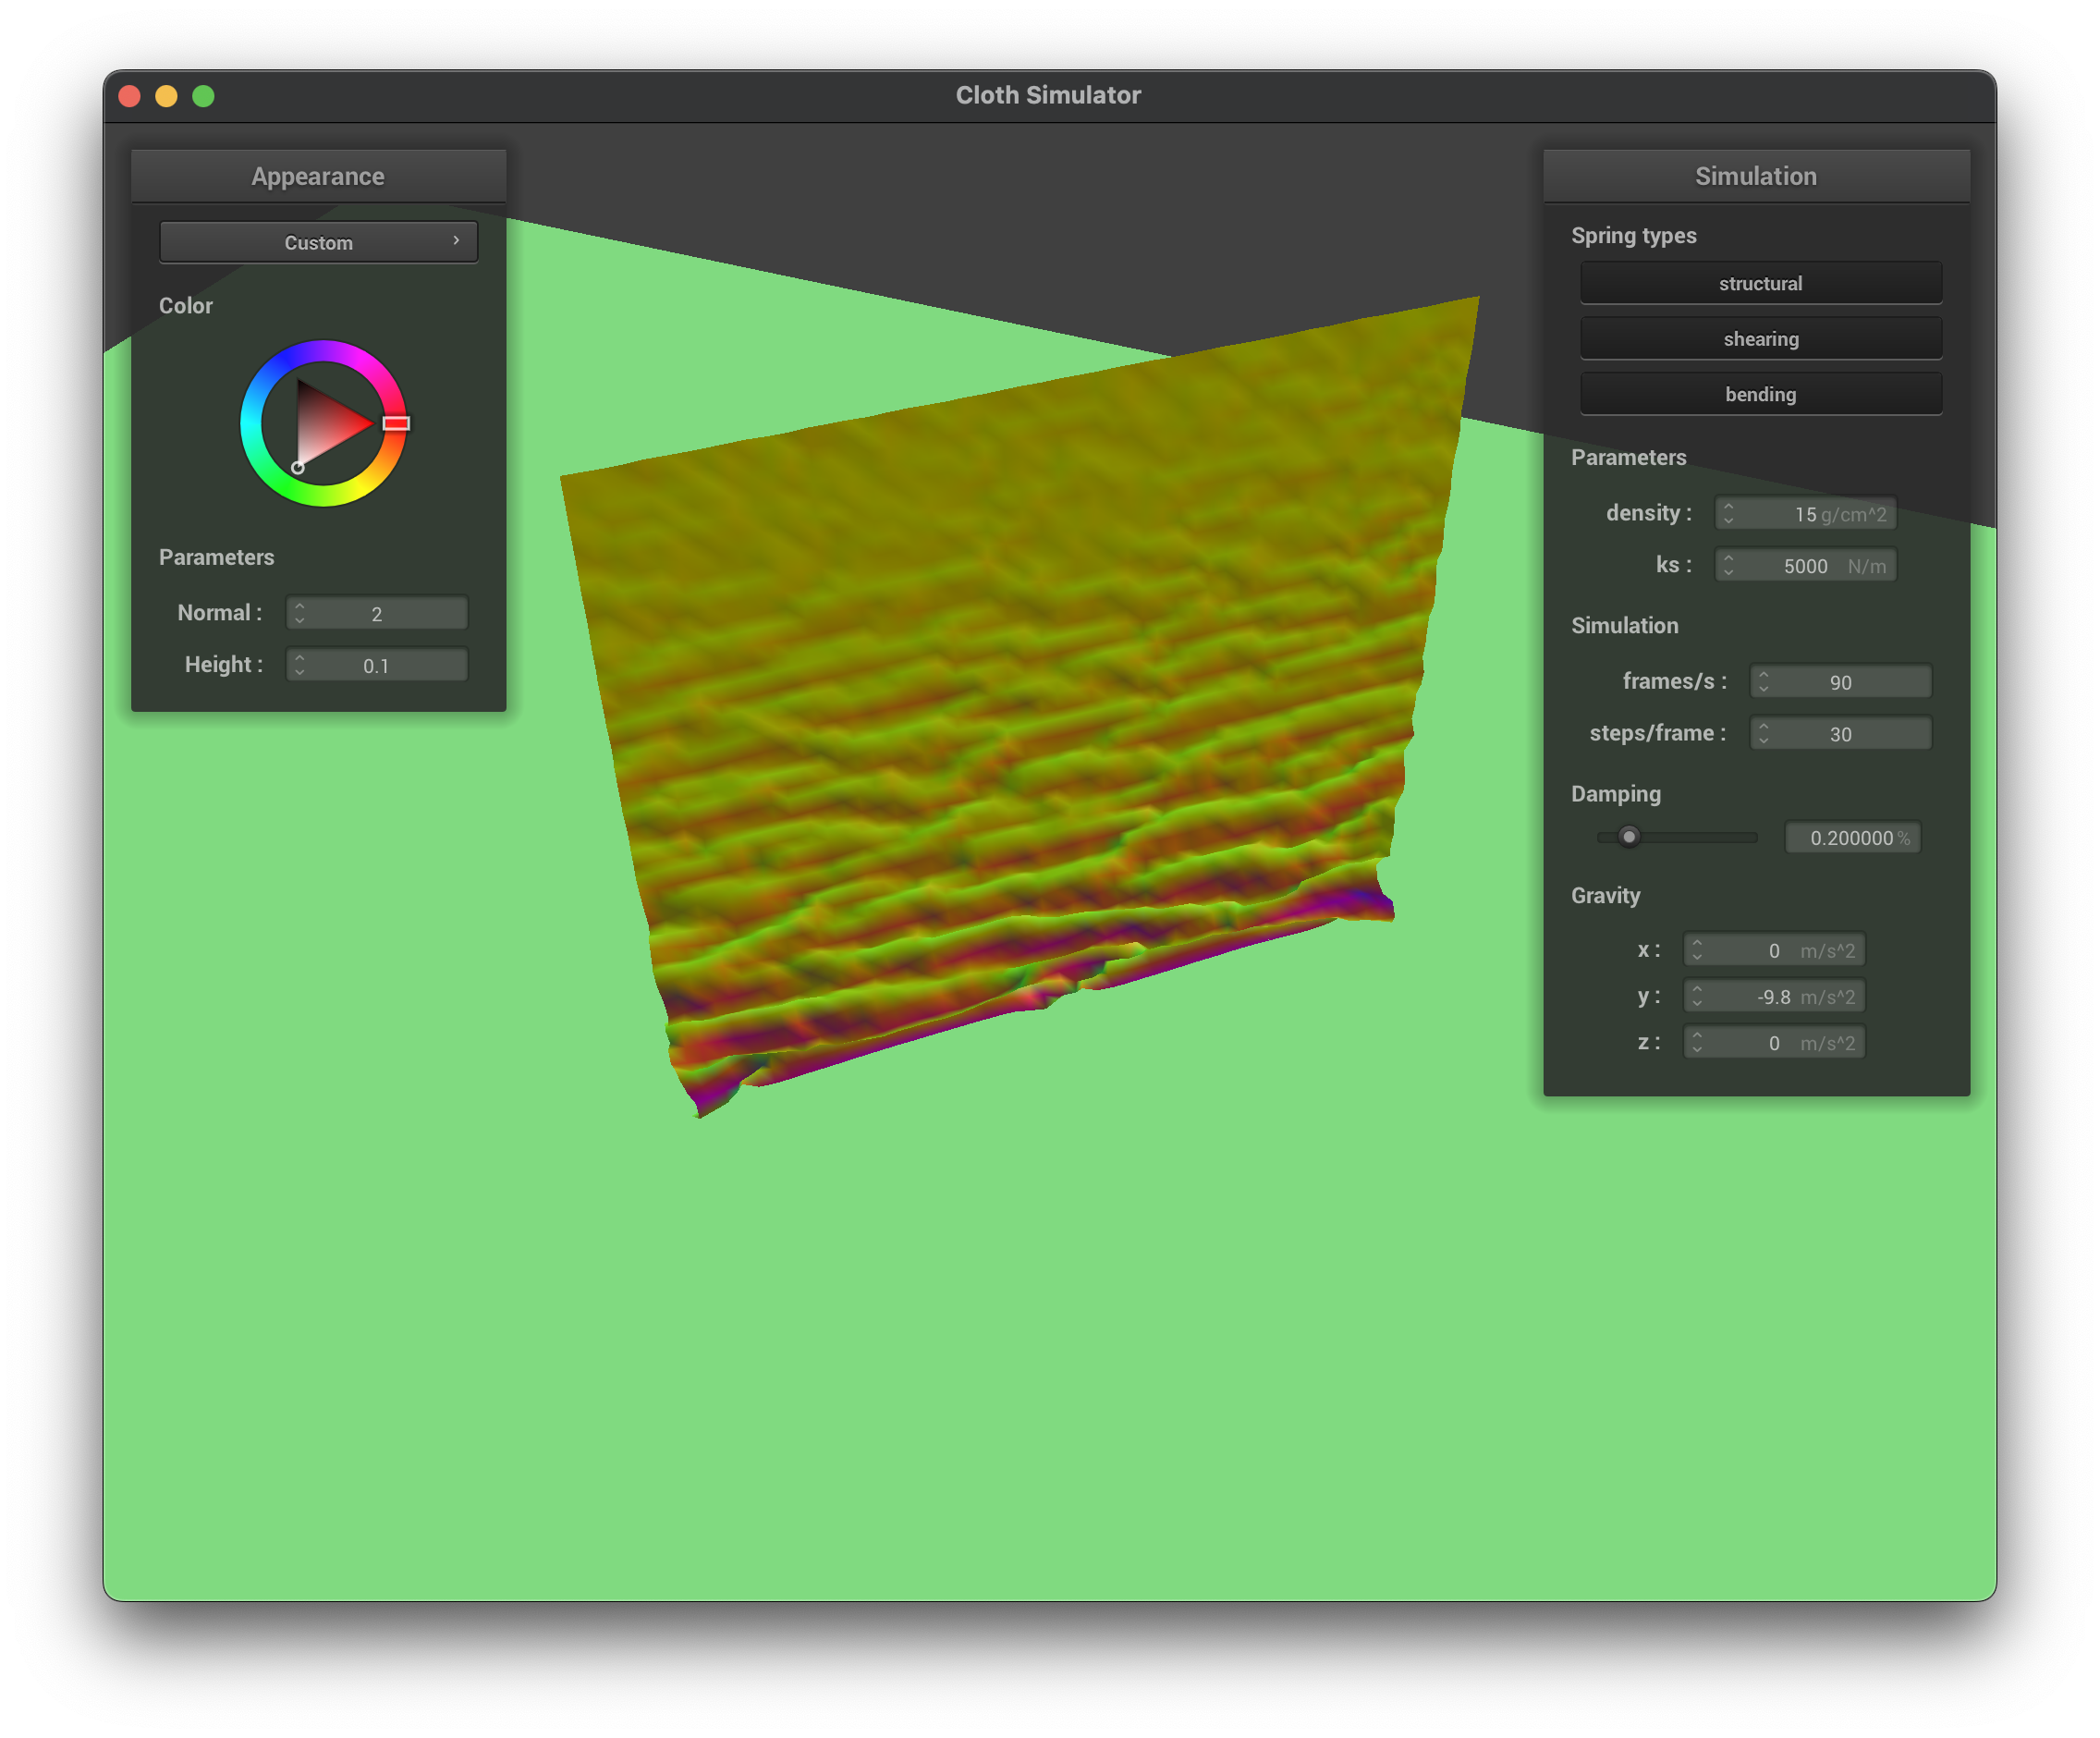 Cloth Simulator
Appearance
Custom
Color
Parameters
Normal : 2
Height : 0.1
Simulation
Spring types
structural
shearing
bending
Parameters
density : 15 g/cm^2
ks : 5000 N/m
Simulation
frames/s : 90
steps/frame : 30
Damping
0.200000 %
Gravity
x : 0 m/s^2
y : -9.8 m/s^2
z : 0 m/s^2